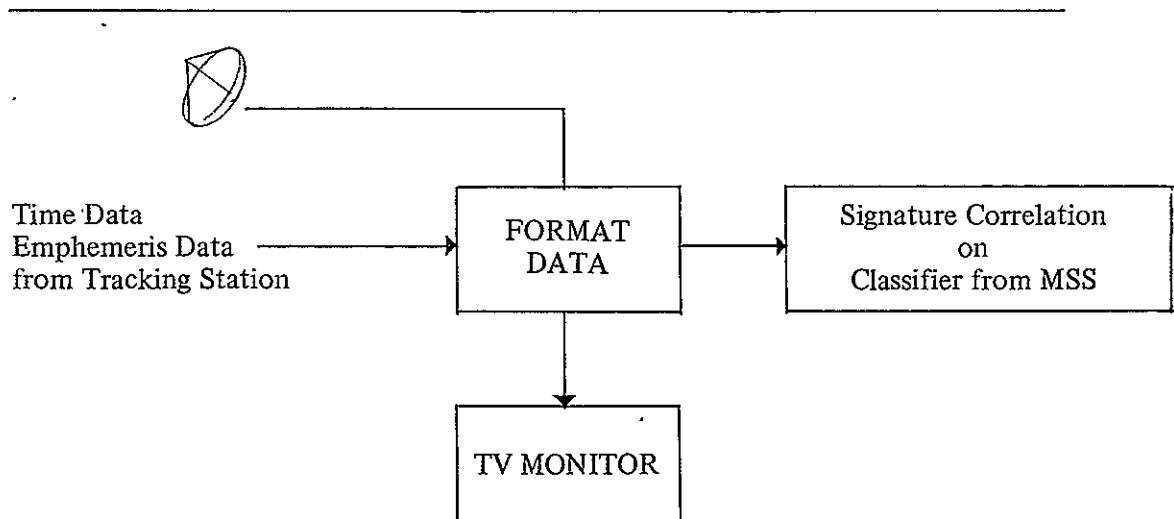 Time Data
Emphemeris Data
from Tracking Station
FORMAT
DATA
Signature Correlation
on
Classifier from MSS
TV MONITOR